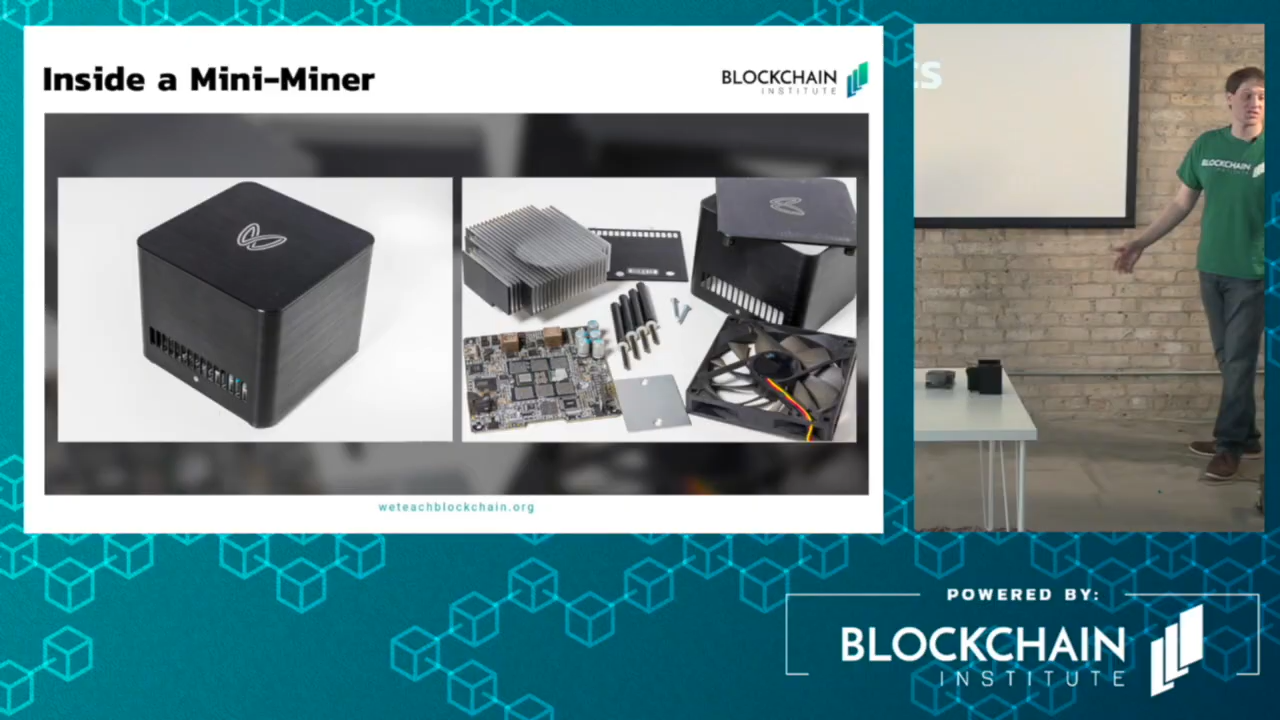 Inside a Mini-Miner
BLOCKCHAIN
INSTITUTE
weteachblockchain.org
BLOCKCHAIN
POWERED BY:
BLOCKCHAIN
INSTITUTE